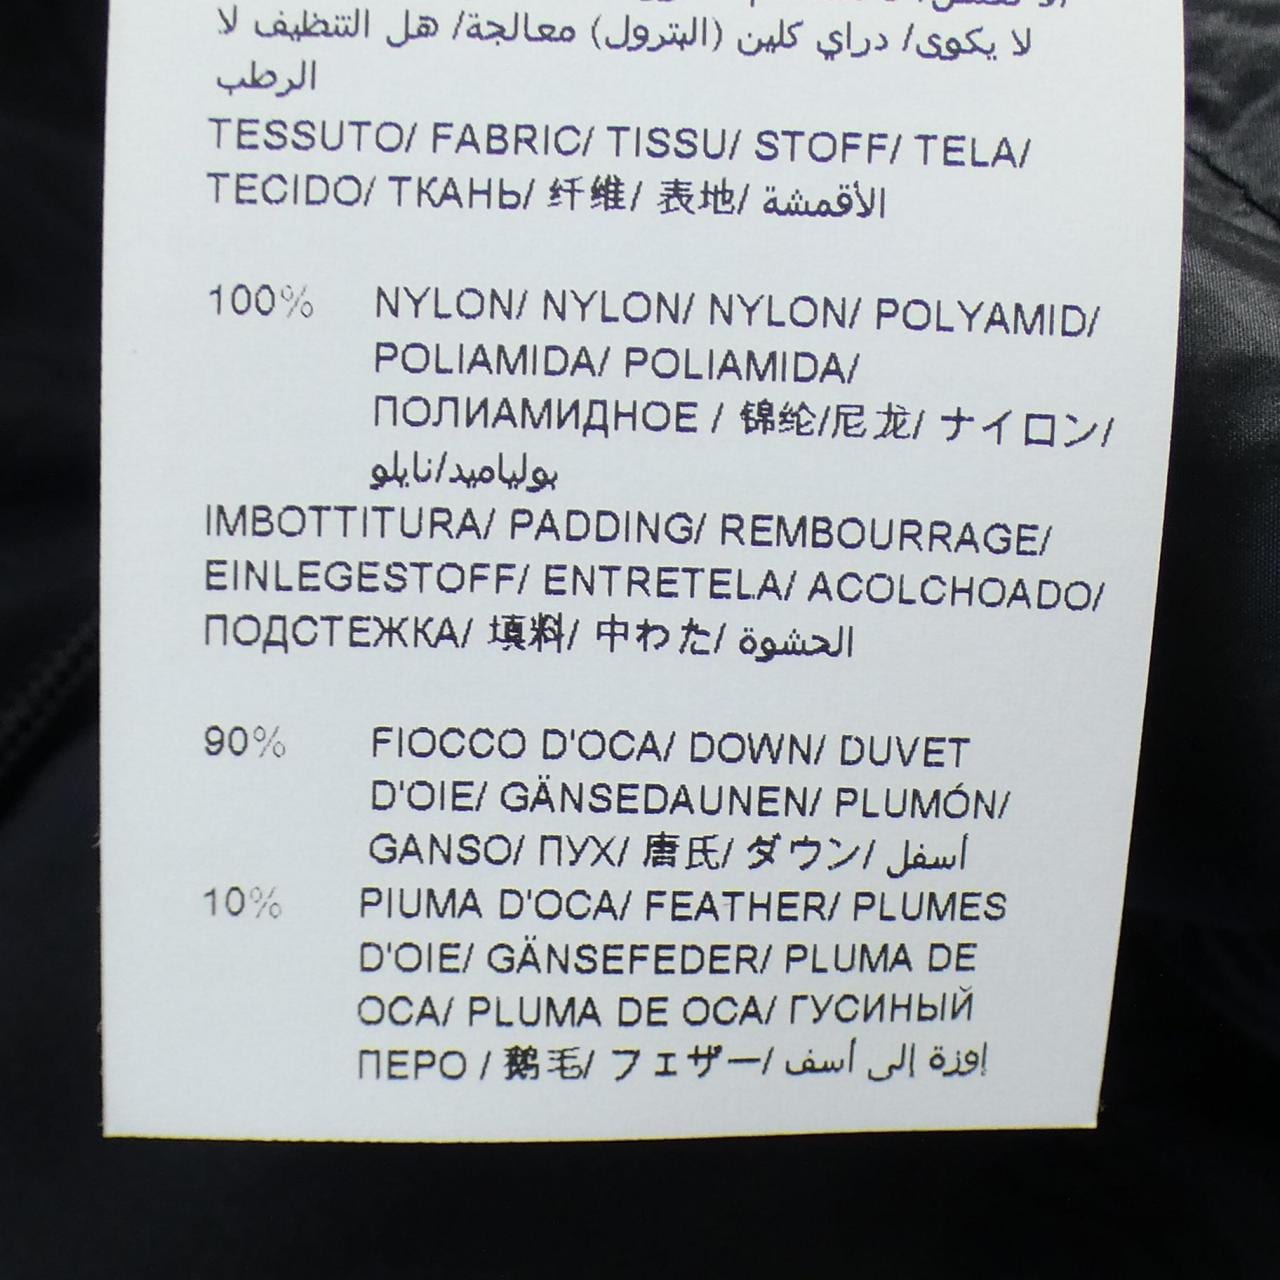 لا يكوى/ دراي كلين (البترول) معالجة/ هل التنظيف لا
الرطب
TESSUTO/ FABRIC/ TISSU/ STOFF/ TELA/
TECIDO/ ТКАНЬ/ 纤维/ 表地/ الأقمشة
100% NYLON/ NYLON/ NYLON/ POLYAMID/
POLIAMIDA/ POLIAMIDA/
ПОЛИАМИДНОЕ / 锦纶/尼龙/ ナイロン/
بولياميد/نايلو
IMBOTTITURA/ PADDING/ REMBOURRAGE/
EINLEGESTOFF/ ENTRETELA/ ACOLCHOADO/
ПОДСТЕЖКА/ 填料/ 中わた/ الحشوة
90% FIOCCO D'OCA/ DOWN/ DUVET
D'OIE/ GÄNSEDAUNEN/ PLUMÓN/
GANSO/ ПУХ/ 唐氏/ ダウン/ أسفل
10% PIUMA D'OCA/ FEATHER/ PLUMES
D'OIE/ GÄNSEFEDER/ PLUMA DE
OCA/ PLUMA DE OCA/ ГУСИНЫЙ
ПЕРО / 鹅毛/ フェザー/ إوزة إلى أسف